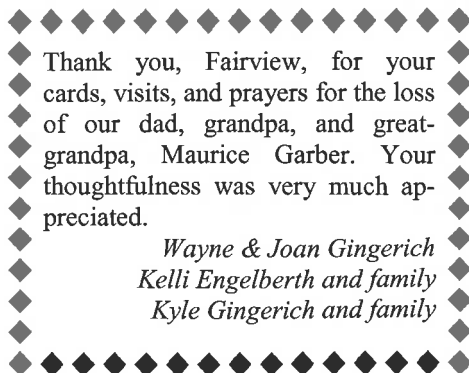 Thank you, Fairview, for your
cards, visits, and prayers for the loss
of our dad, grandpa, and great-
grandpa, Maurice Garber. Your
thoughtfulness was very much ap-
preciated.
Wayne & Joan Gingerich
Kelli Engelberth and family
Kyle Gingerich and family